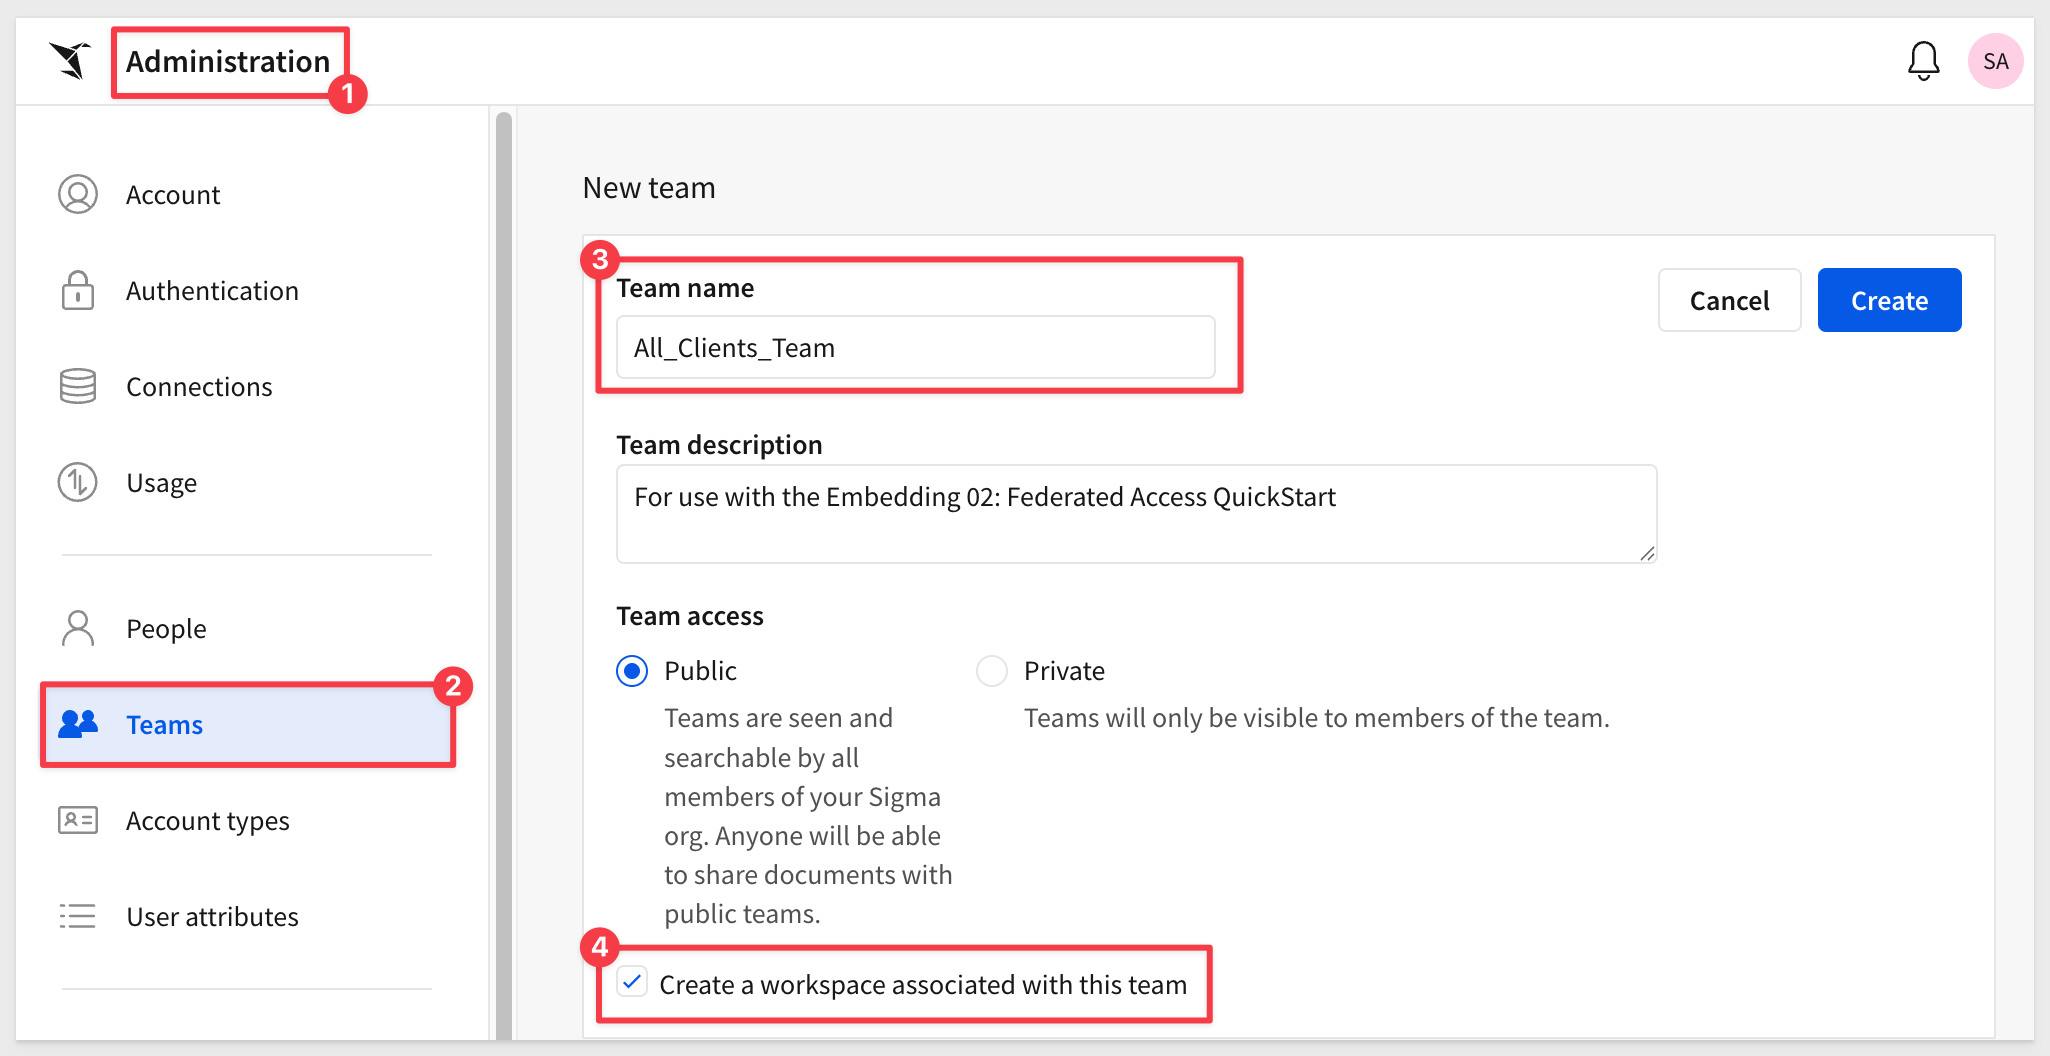 Administration
1
SA
Account
Authentication
Connections
Usage
People
Teams
2
Account types
User attributes
New team
3
Team name
All_Clients_Team
Cancel
Create
Team description
For use with the Embedding 02: Federated Access QuickStart
Team access
Public
Teams are seen and
searchable by all
members of your Sigma
org. Anyone will be able
to share documents with
public teams.
Private
Teams will only be visible to members of the team.
4
Create a workspace associated with this team